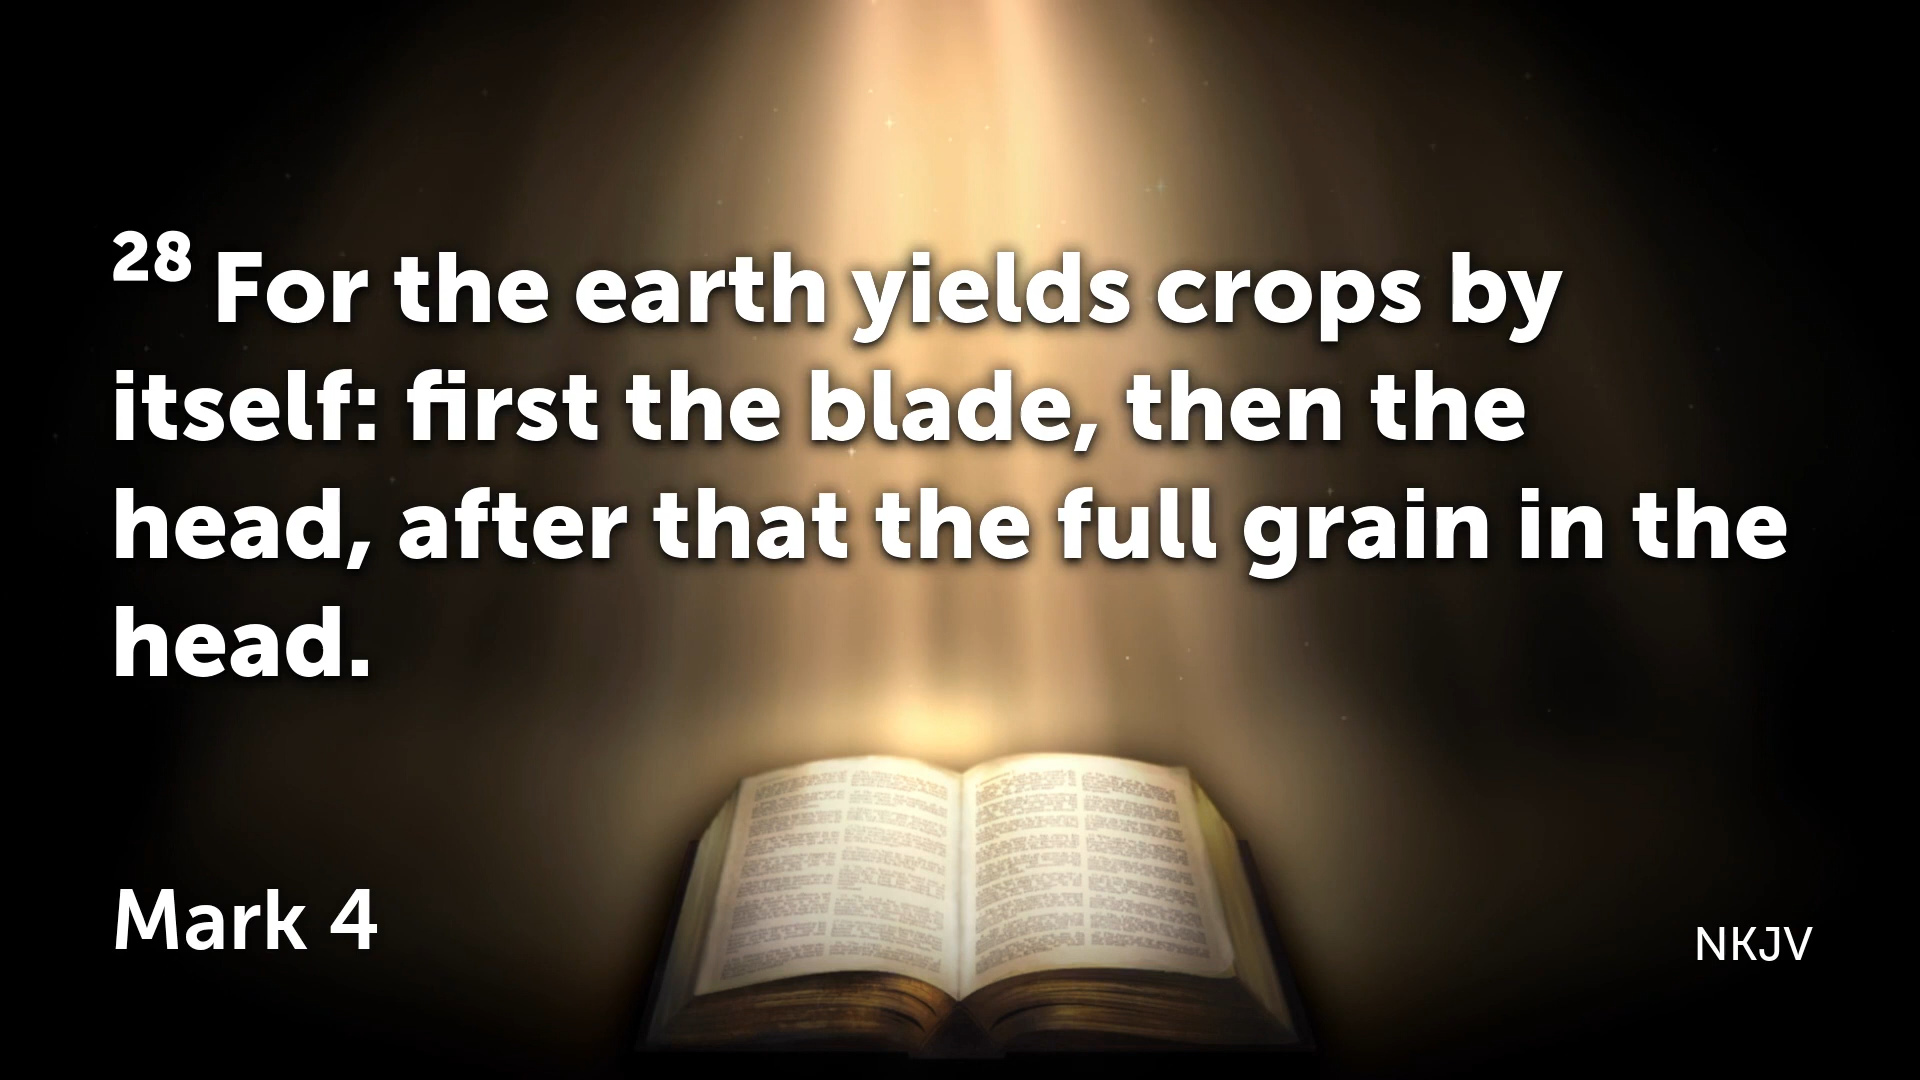 28 For the earth yields crops by
itself: first the blade, then the
head, after that the full grain in the
head.
Mark 4
NKJV